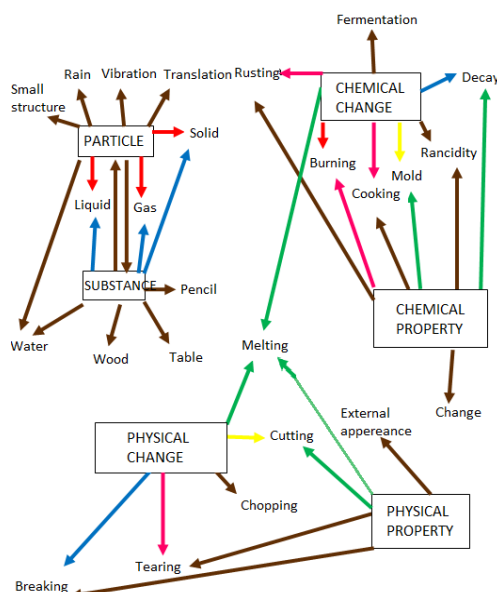 Fermentation
Rain
Vibration
Translation
Rusting
CHEMICAL
CHANGE
Decay
Small
structure
PARTICLE
Solid
Burning
Rancidity
Mold
Cooking
Liquid
Gas
SUBSTANCE
Pencil
CHEMICAL
PROPERTY
Water
Wood
Table
Melting
Change
External
appereance
PHYSICAL
CHANGE
Cutting
Chopping
PHYSICAL
PROPERTY
Tearing
Breaking